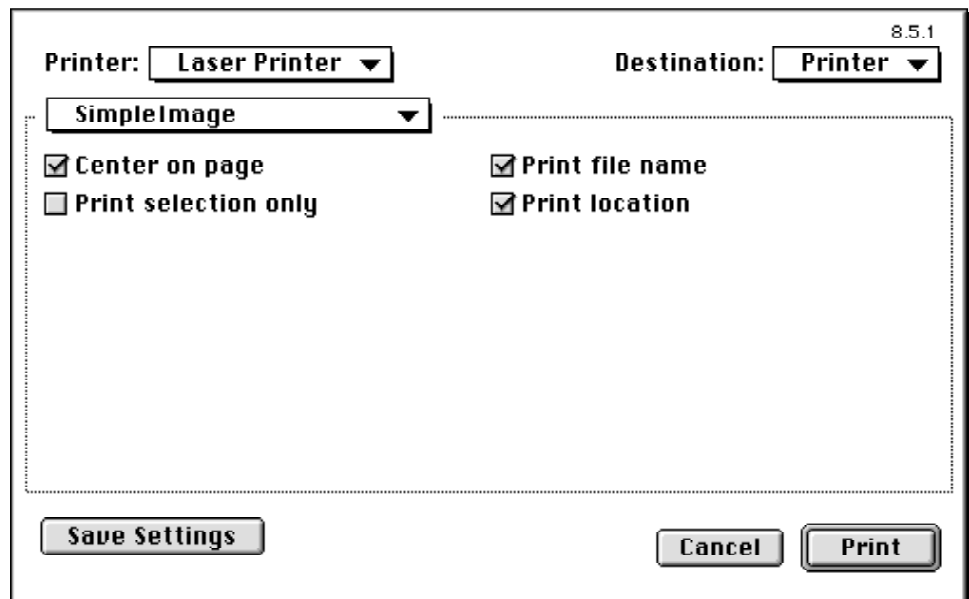 8.5.1
Printer: Laser Printer Destination: Printer
SimpleImage
Center on page Print file name
Print selection only Print location
Save Settings Cancel Print